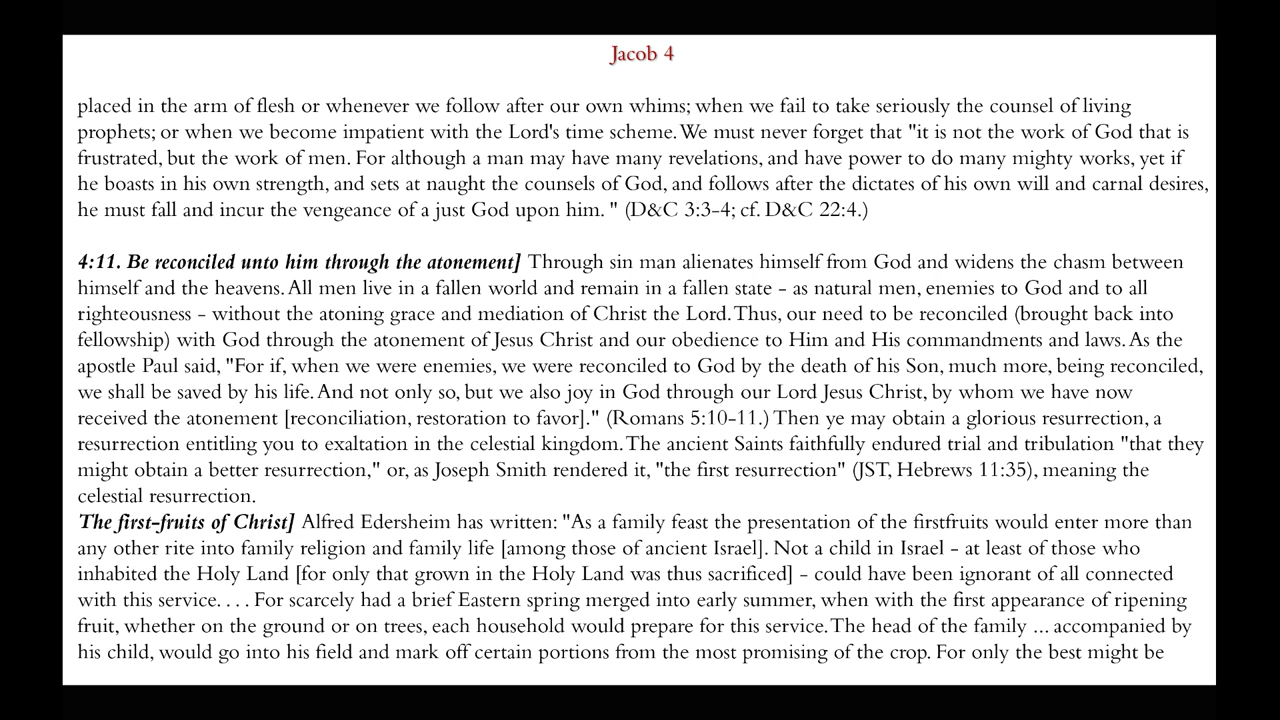 Jacob 4
placed in the arm of flesh or whenever we follow after our own whims; when we fail to take seriously the counsel of living
prophets; or when we become impatient with the Lord's time scheme. We must never forget that "it is not the work of God that is
frustrated, but the work of men. For although a man may have many revelations, and have power to do many mighty works, yet if
he boasts in his own strength, and sets at naught the counsels of God, and follows after the dictates of his own will and carnal desires,
he must fall and incur the vengeance of a just God upon him. " (D&C 3:3-4; cf. D&C 22:4.)
4:11. Be reconciled unto him through the atonement] Through sin man alienates himself from God and widens the chasm between
himself and the heavens. All men live in a fallen world and remain in a fallen state - as natural men, enemies to God and to all
righteousness - without the atoning grace and mediation of Christ the Lord. Thus, our need to be reconciled (brought back into
fellowship) with God through the atonement of Jesus Christ and our obedience to Him and His commandments and laws. As the
apostle Paul said, "For if, when we were enemies, we were reconciled to God by the death of his Son, much more, being reconciled,
we shall be saved by his life. And not only so, but we also joy in God through our Lord Jesus Christ, by whom we have now
received the atonement [reconciliation, restoration to favor]." (Romans 5:10-11.) Then ye may obtain a glorious resurrection, a
resurrection entitling you to exaltation in the celestial kingdom. The ancient Saints faithfully endured trial and tribulation "that they
might obtain a better resurrection," or, as Joseph Smith rendered it, "the first resurrection" (JST, Hebrews 11:35), meaning the
celestial resurrection.
The first-fruits of Christ] Alfred Edersheim has written: "As a family feast the presentation of the firstfruits would enter more than
any other rite into family religion and family life [among those of ancient Israel]. Not a child in Israel - at least of those who
inhabited the Holy Land [for only that grown in the Holy Land was thus sacrificed] - could have been ignorant of all connected
with this service. . . . For scarcely had a brief Eastern spring merged into early summer, when with the first appearance of ripening
fruit, whether on the ground or on trees, each household would prepare for this service. The head of the family ... accompanied by
his child, would go into his field and mark off certain portions from the most promising of the crop. For only the best might be